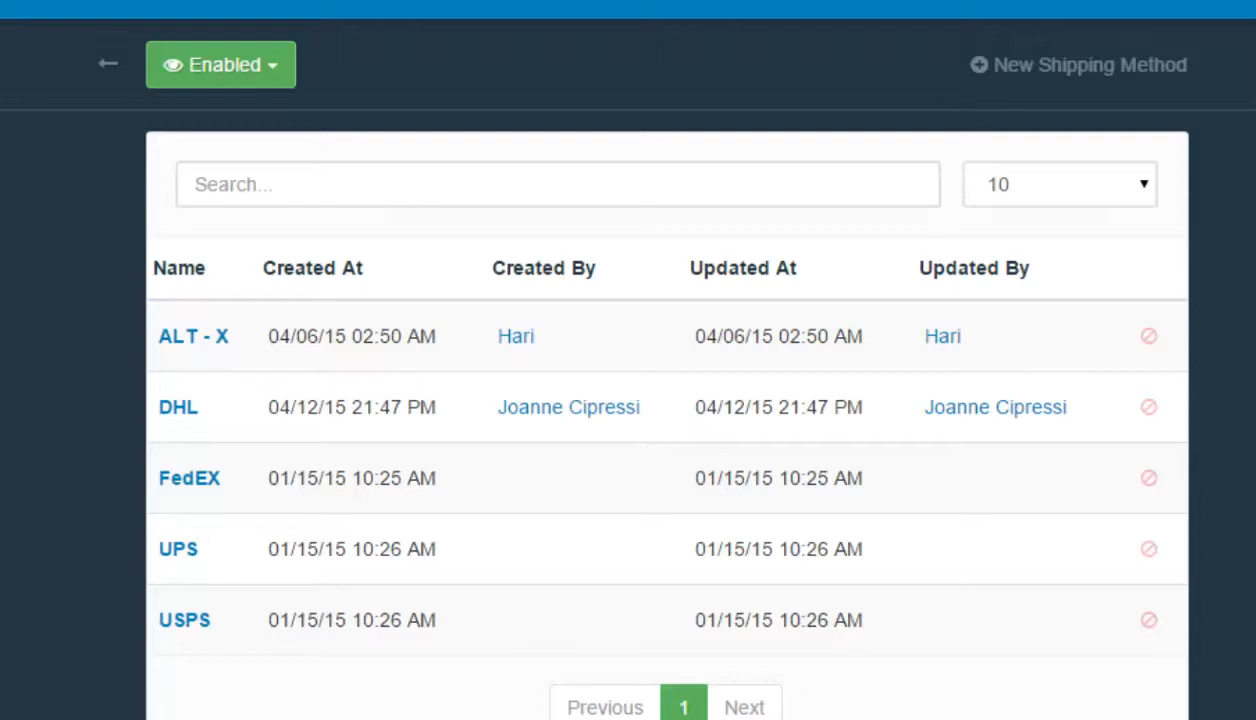 Enabled
New Shipping Method
Search...
10
Name Created At Created By Updated At Updated By
ALT - X 04/06/15 02:50 AM Hari 04/06/15 02:50 AM Hari
DHL 04/12/15 21:47 PM Joanne Cipressi 04/12/15 21:47 PM Joanne Cipressi
FedEX 01/15/15 10:25 AM 01/15/15 10:25 AM
UPS 01/15/15 10:26 AM 01/15/15 10:26 AM
USPS 01/15/15 10:26 AM 01/15/15 10:26 AM
Previous 1 Next